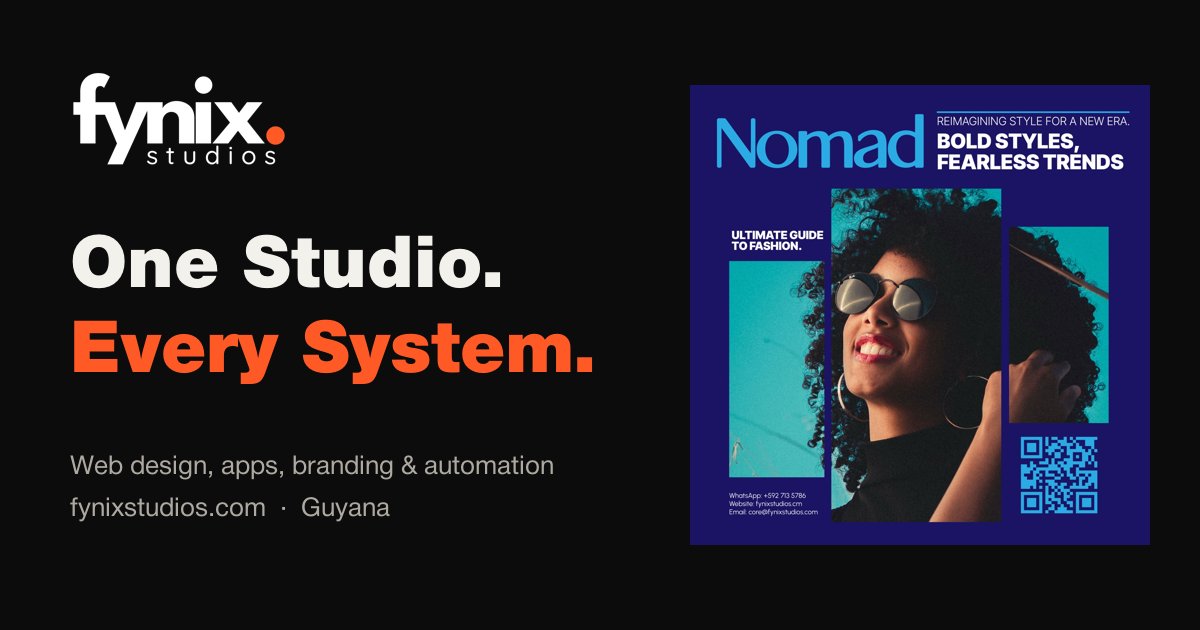 fynix.
studios
One Studio.
Every System.
Web design, apps, branding & automation
fynixstudios.com · Guyana
Nomad
REIMAGINING STYLE FOR A NEW ERA.
BOLD STYLES,
FEARLESS TRENDS
ULTIMATE GUIDE
TO FASHION.
WhatsApp: +592 713 5786
Website: fynixstudios.cm
Email: core@fynixstudios.com